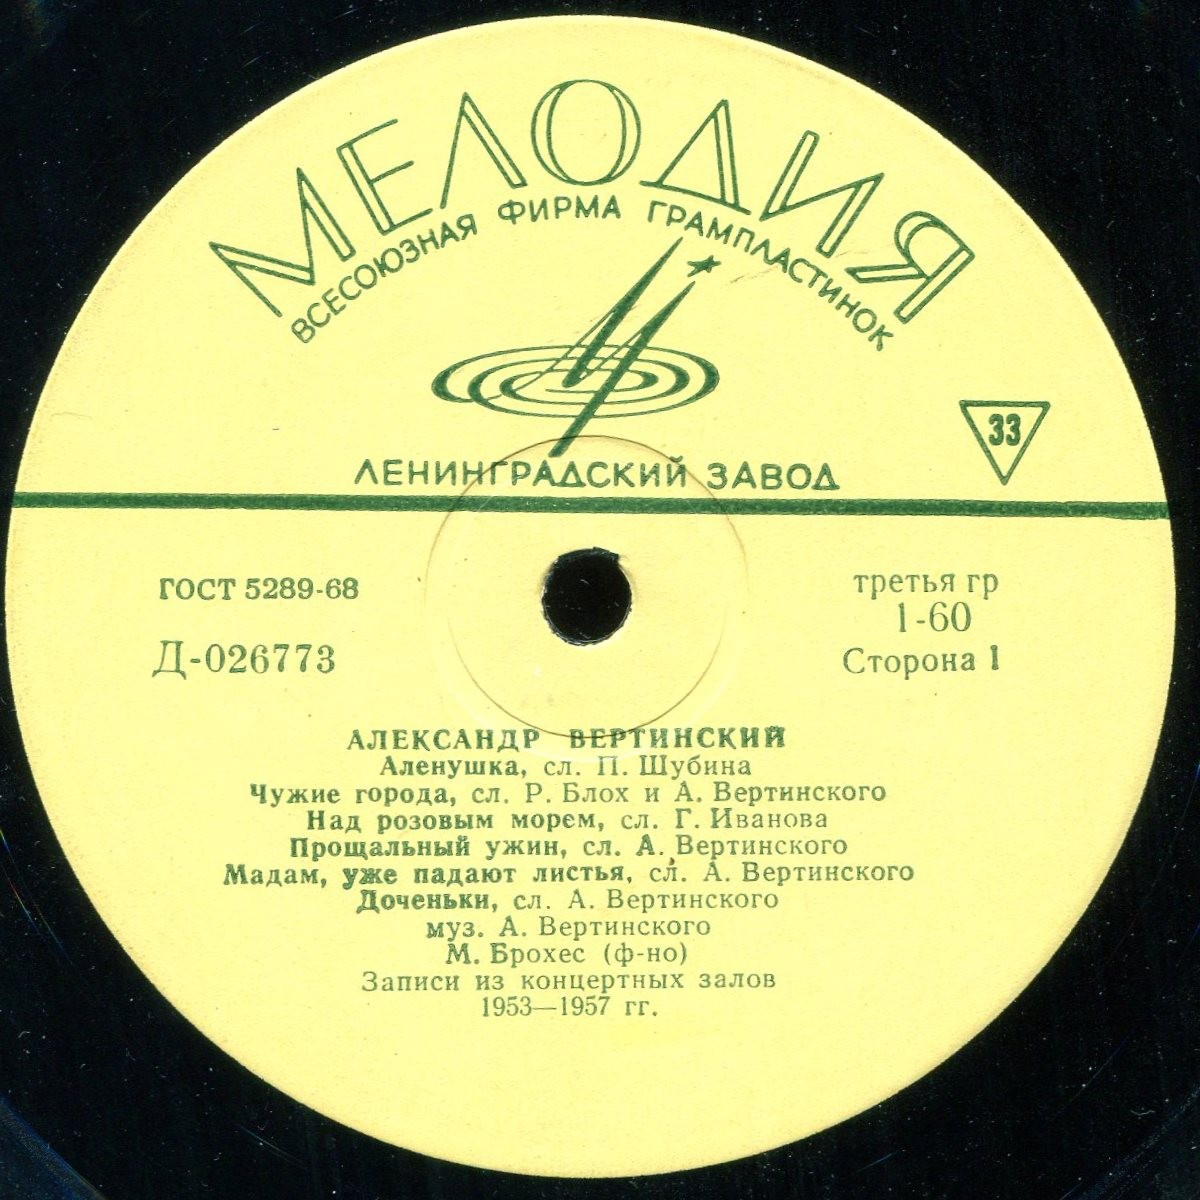 МЕЛОДИЯ
ВСЕСОЮЗНАЯ ФИРМА ГРАМПЛАСТИНОК
33
ЛЕНИНГРАДСКИЙ ЗАВОД
ГОСТ 5289-68
третья гр
1-60
Д-026773
Сторона 1
АЛЕКСАНДР ВЕРТИНСКИЙ
Аленушка, сл. П. Шубина
Чужие города, сл. Р. Блох и А. Вертинского
Над розовым морем, сл. Г. Иванова
Прощальный ужин, сл. А. Вертинского
Мадам, уже падают листья, сл. А. Вертинского
Доченьки, сл. А. Вертинского
муз. А. Вертинского
М. Брохес (ф-но)
Записи из концертных залов
1953—1957 гг.